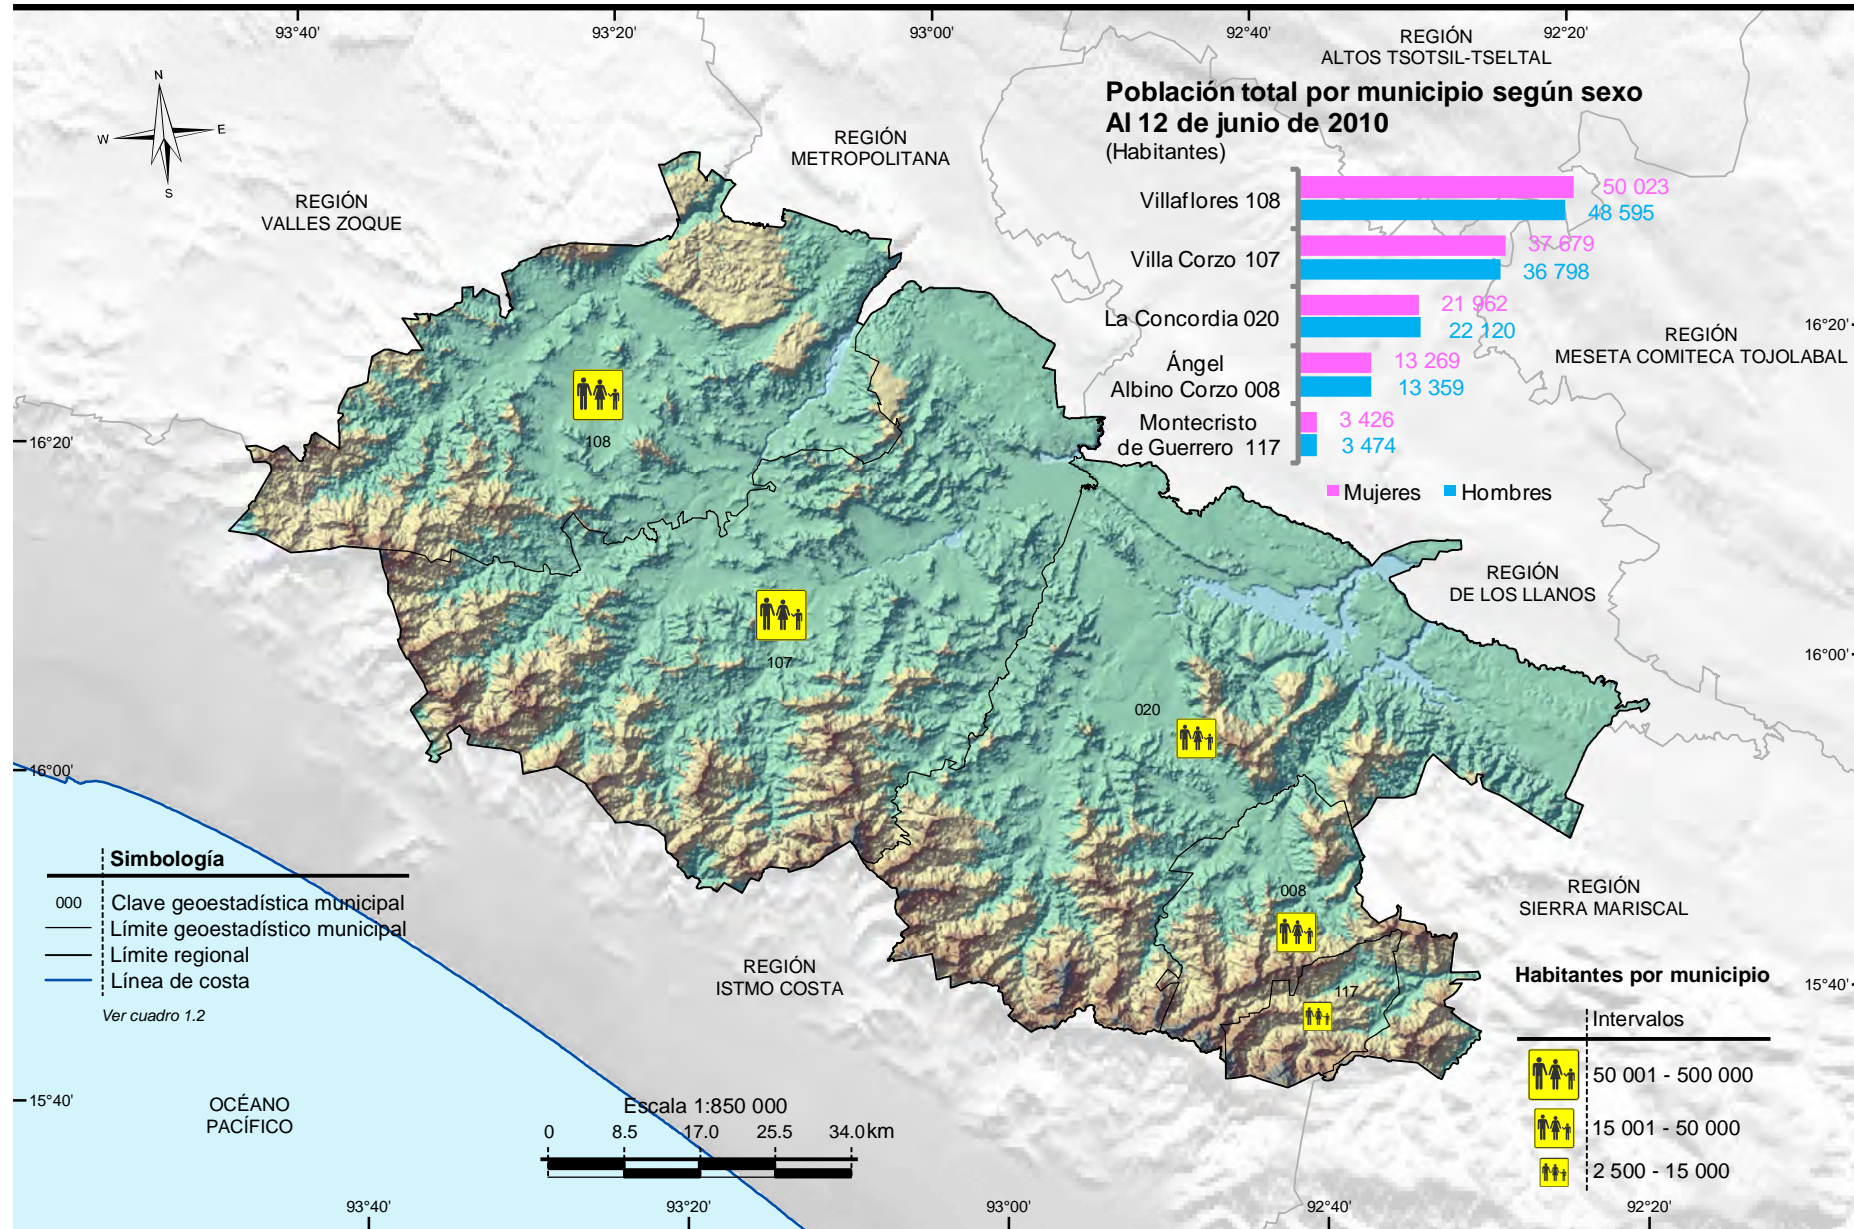 93°40'
93°20'
93°00'
92°40'
92°20'
REGIÓN
ALTOS TSOTSIL-TSELTAL
N
W
E
S
REGIÓN
METROPOLITANA
REGIÓN
VALLES ZOQUE
Población total por municipio según sexo
Al 12 de junio de 2010
(Habitantes)
Villaflores 108
50 023
48 595
Villa Corzo 107
37 679
36 798
La Concordia 020
21 962
22 120
Ángel
Albino Corzo 008
13 269
13 359
Montecristo
de Guerrero 117
3 426
3 474
Mujeres
Hombres
REGIÓN
MESETA COMITECA TOJOLABAL
16°20'
16°20'
108
REGIÓN
DE LOS LLANOS
107
16°00'
020
16°00'
008
REGIÓN
SIERRA MARISCAL
117
15°40'
REGIÓN
ISTMO COSTA
Simbología
000 Clave geoestadística municipal
Límite geoestadístico municipal
Límite regional
Línea de costa
Ver cuadro 1.2
Habitantes por municipio
Intervalos
50 001 - 500 000
15 001 - 50 000
2 500 - 15 000
15°40'
OCÉANO
PACÍFICO
Escala 1:850 000
0 8.5 17.0 25.5 34.0 km
93°40'
93°20'
93°00'
92°40'
92°20'